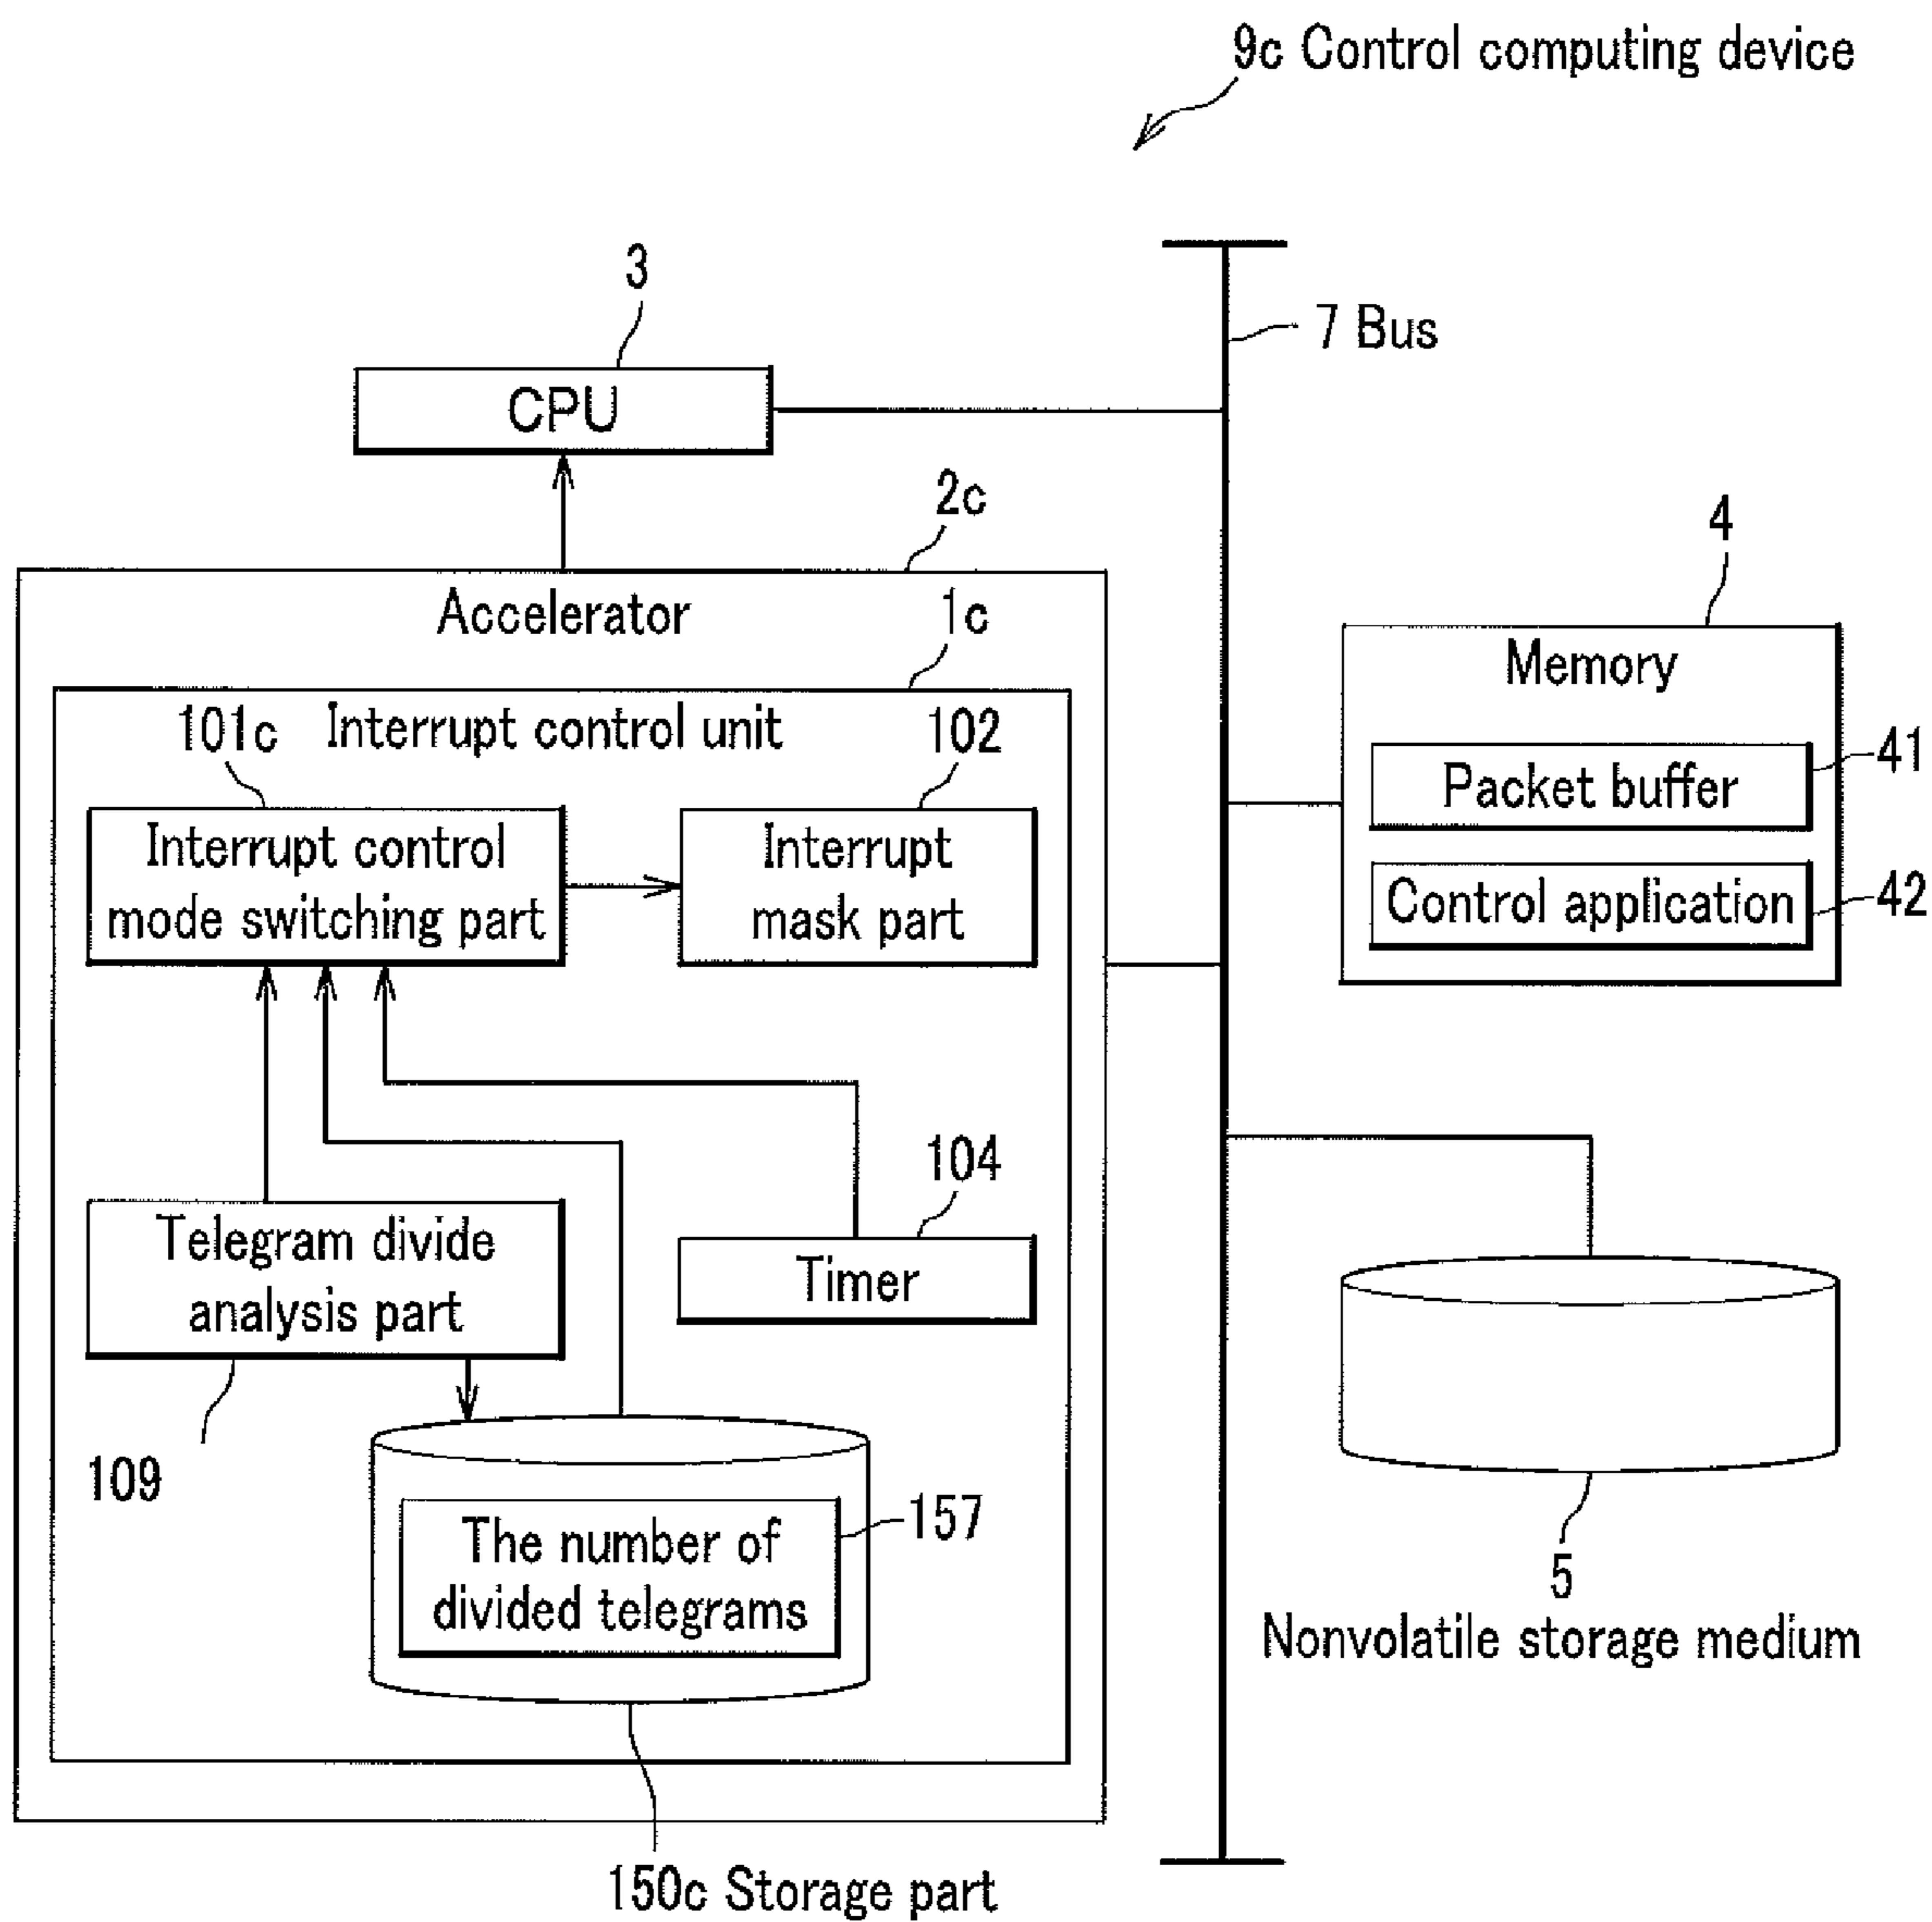 9c Control computing device
3
7 Bus
CPU
2c
4
Accelerator
1c
Memory
101c
Interrupt control unit
102
41
Packet buffer
Interrupt control
mode switching part
Interrupt
mask part
Control application
42
104
Telegram divide
analysis part
Timer
109
157
The number of
divided telegrams
5
Nonvolatile storage medium
150c Storage part